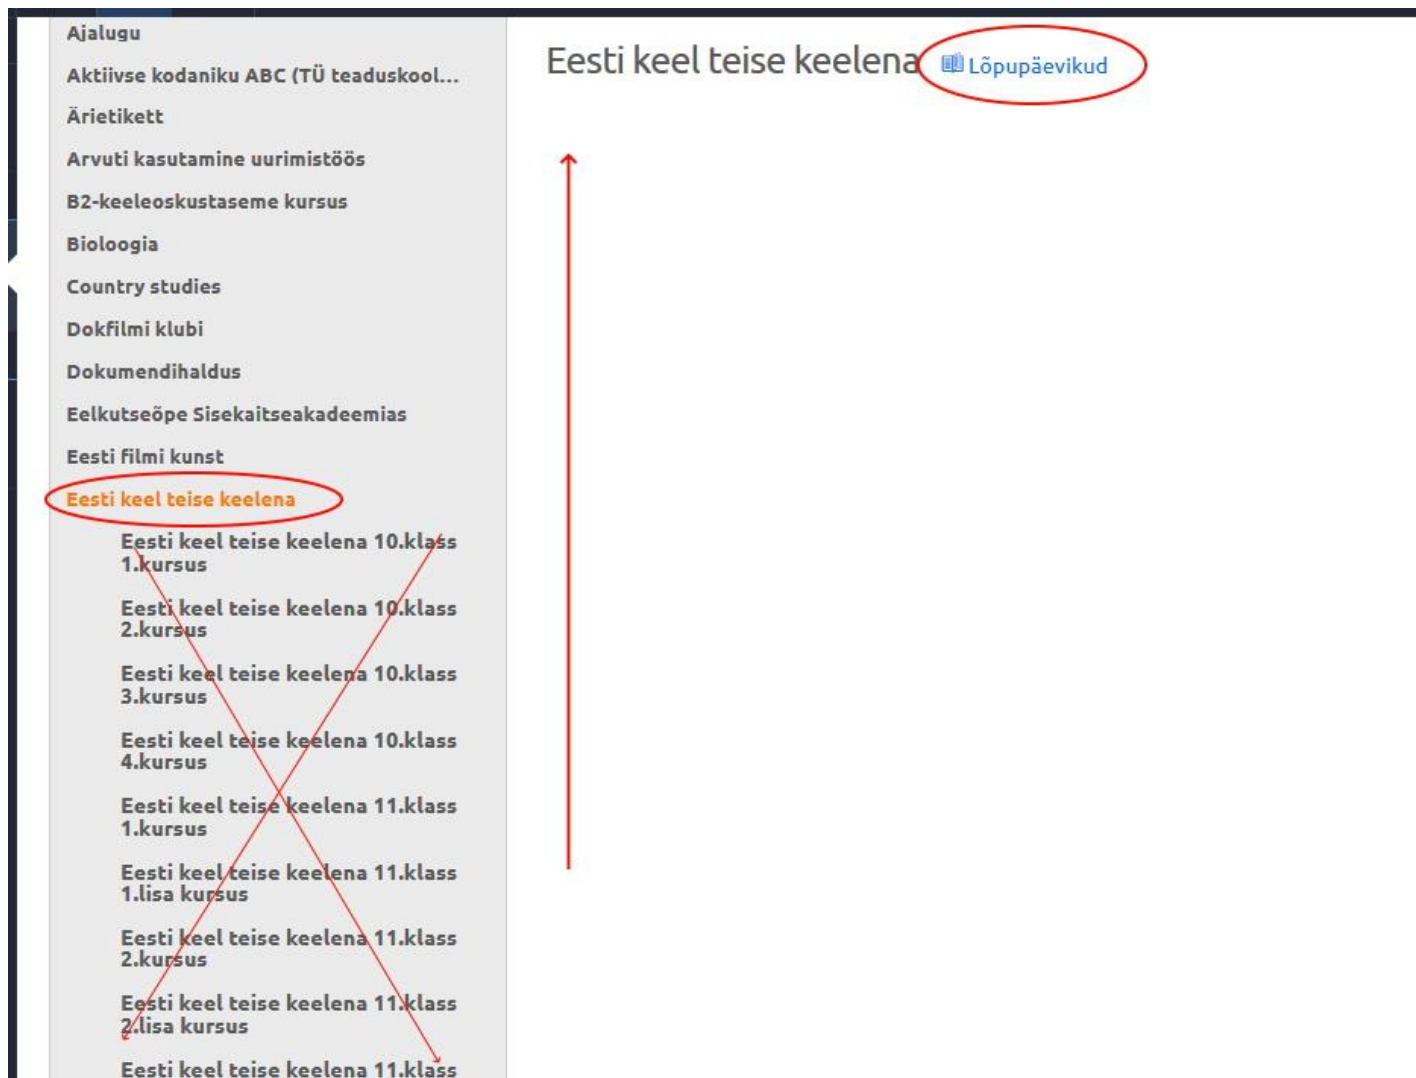 Ajalugu
Aktiivse kodaniku ABC (TÜ teaduskool...
Ärietikett
Arvuti kasutamine uurimistöös
B2-keeleoskustaseme kursus
Bioloogia
Country studies
Dokfilmi klubi
Dokumendihaldus
Eelkutseõpe Sisekaitseakadeemias
Eesti filmi kunst
Eesti keel teise keelena
Eesti keel teise keelena 10.klass
1.kursus
Eesti keel teise keelena 10.klass
2.kursus
Eesti keel teise keelena 10.klass
3.kursus
Eesti keel teise keelena 10.klass
4.kursus
Eesti keel teise keelena 11.klass
1.kursus
Eesti keel teise keelena 11.klass
1.lisa kursus
Eesti keel teise keelena 11.klass
2.kursus
Eesti keel teise keelena 11.klass
2.lisa kursus
Eesti keel teise keelena 11.klass
Eesti keel teise keelena Lõpupäevikud